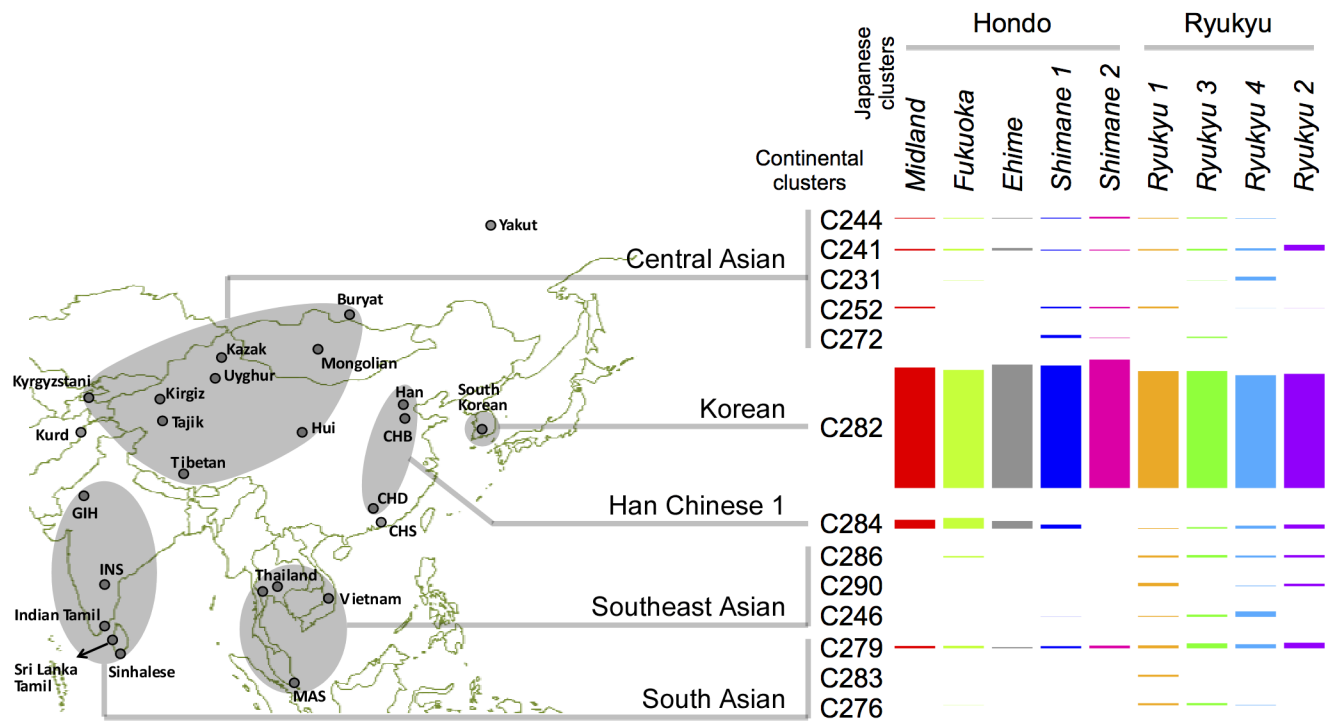 Hondo
Ryukyu
Japanese
clusters
Midland
Fukuoka
Ehime
Shimane 1
Shimane 2
Ryukyu 1
Ryukyu 3
Ryukyu 4
Ryukyu 2
Continental
clusters
C244
C241
C231
C252
C272
C282
C284
C286
C290
C246
C279
C283
C276
Central Asian
Korean
Han Chinese 1
Southeast Asian
South Asian
Yakut
Buryat
Kazak
Mongolian
Uyghur
Kyrgyzstani
Kirgiz
Tajik
Kurd
Hui
Tibetan
Han
CHB
South
Korean
CHD
CHS
GIH
INS
Indian Tamil
Sri Lanka
Tamil
Sinhalese
Thailand
Vietnam
MAS